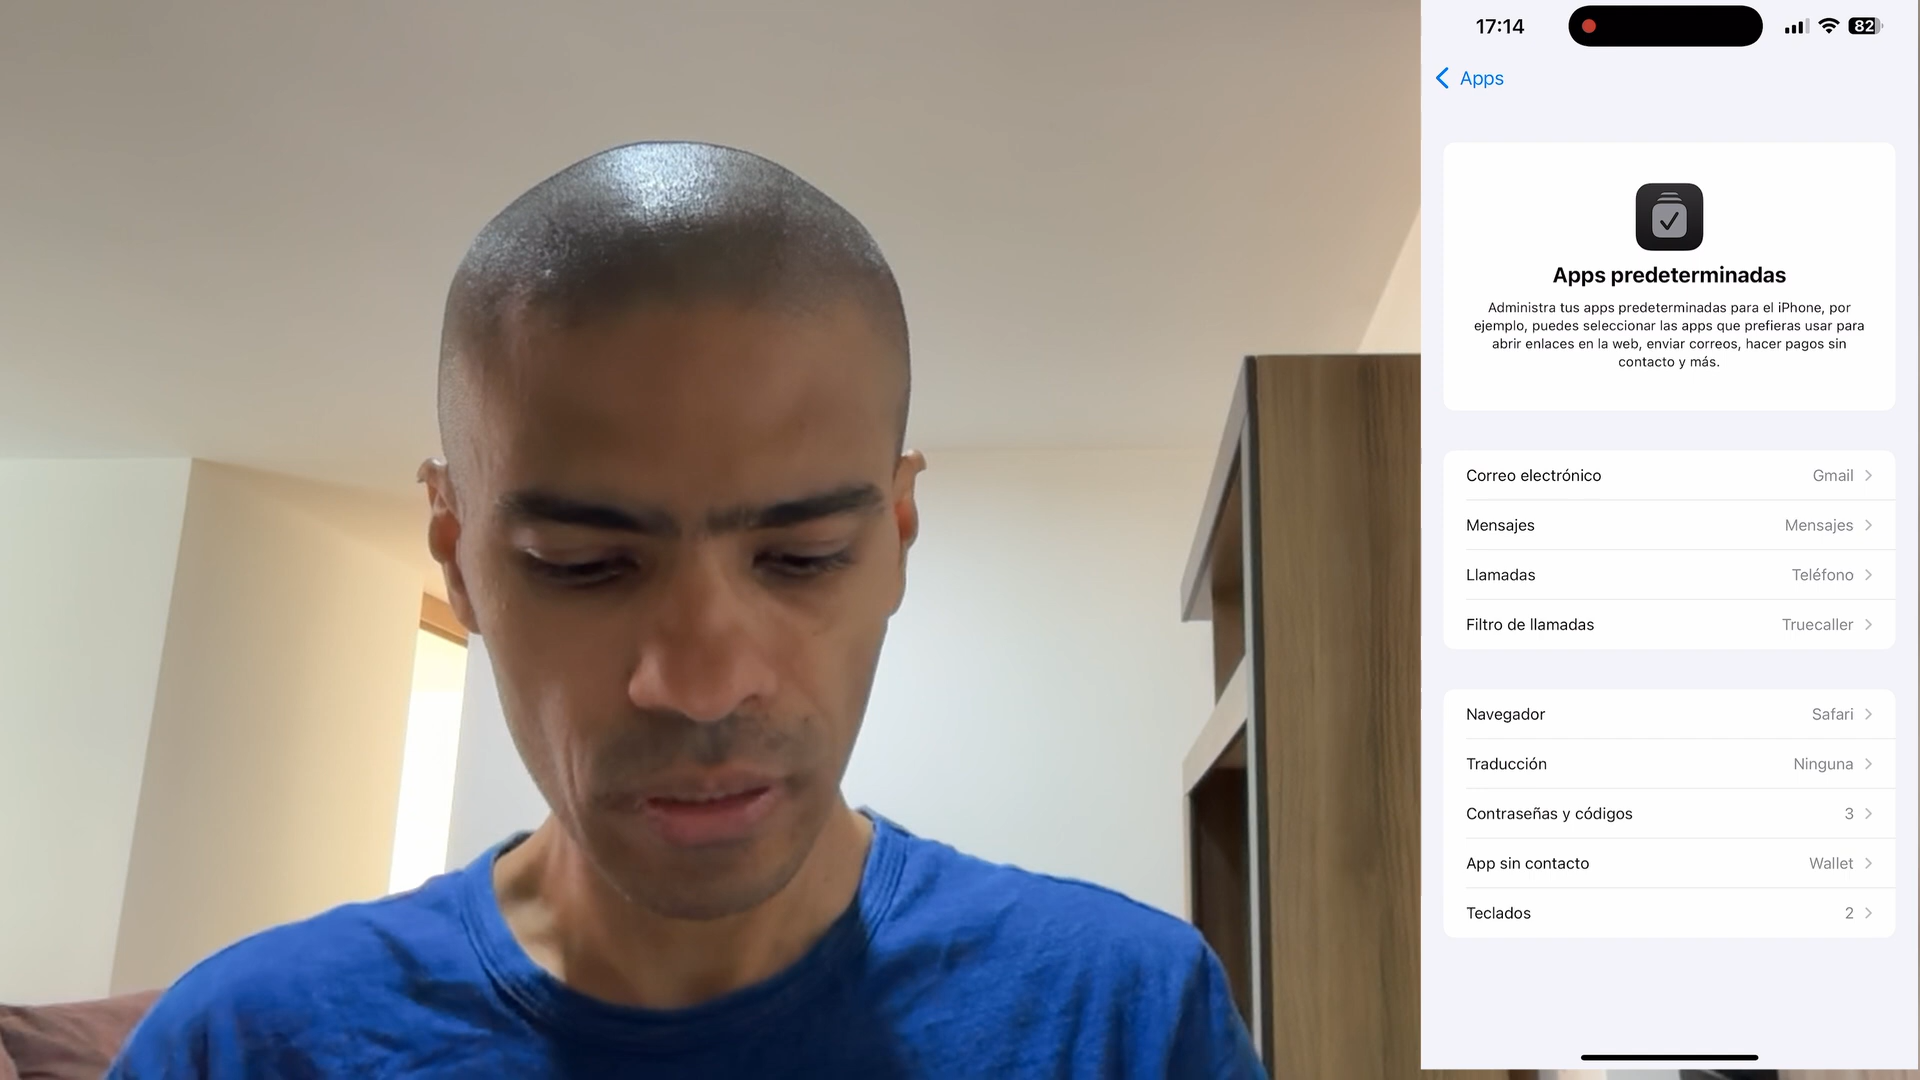 17:14
82
Apps
Apps predeterminadas
Administra tus apps predeterminadas para el iPhone, por
ejemplo, puedes seleccionar las apps que prefieras usar para
abrir enlaces en la web, enviar correos, hacer pagos sin
contacto y más.
Correo electrónico Gmail
Mensajes Mensajes
Llamadas Teléfono
Filtro de llamadas Truecaller
Navegador Safari
Traducción Ninguna
Contraseñas y códigos 3
App sin contacto Wallet
Teclados 2